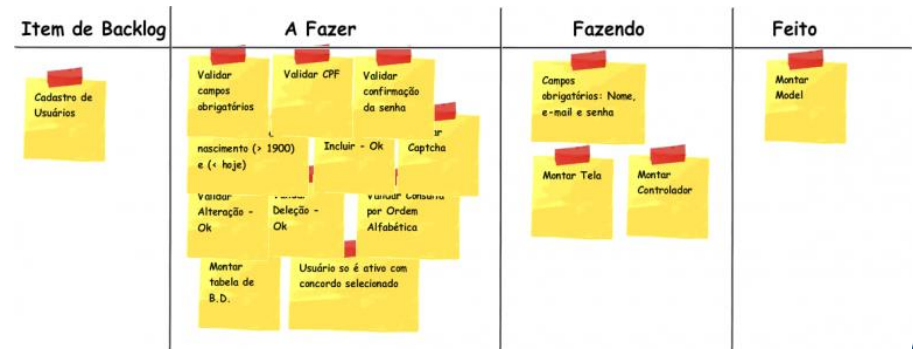 Item de Backlog
A Fazer
Fazendo
Feito
Cadastro de
Usuários
Validar
campos
obrigatórios
Validar CPF
Validar
confirmação
da senha
nascimento (> 1900)
e (< hoje)
Incluir - Ok
Captcha
Alteração -
Ok
Deleção -
Ok
Validar Consulta
por Ordem
Alfabética
Montar
tabela de
B.D.
Usuário so é ativo com
concordo selecionado
Campos
obrigatórios: Nome,
e-mail e senha
Montar Tela
Montar
Controlador
Montar
Model